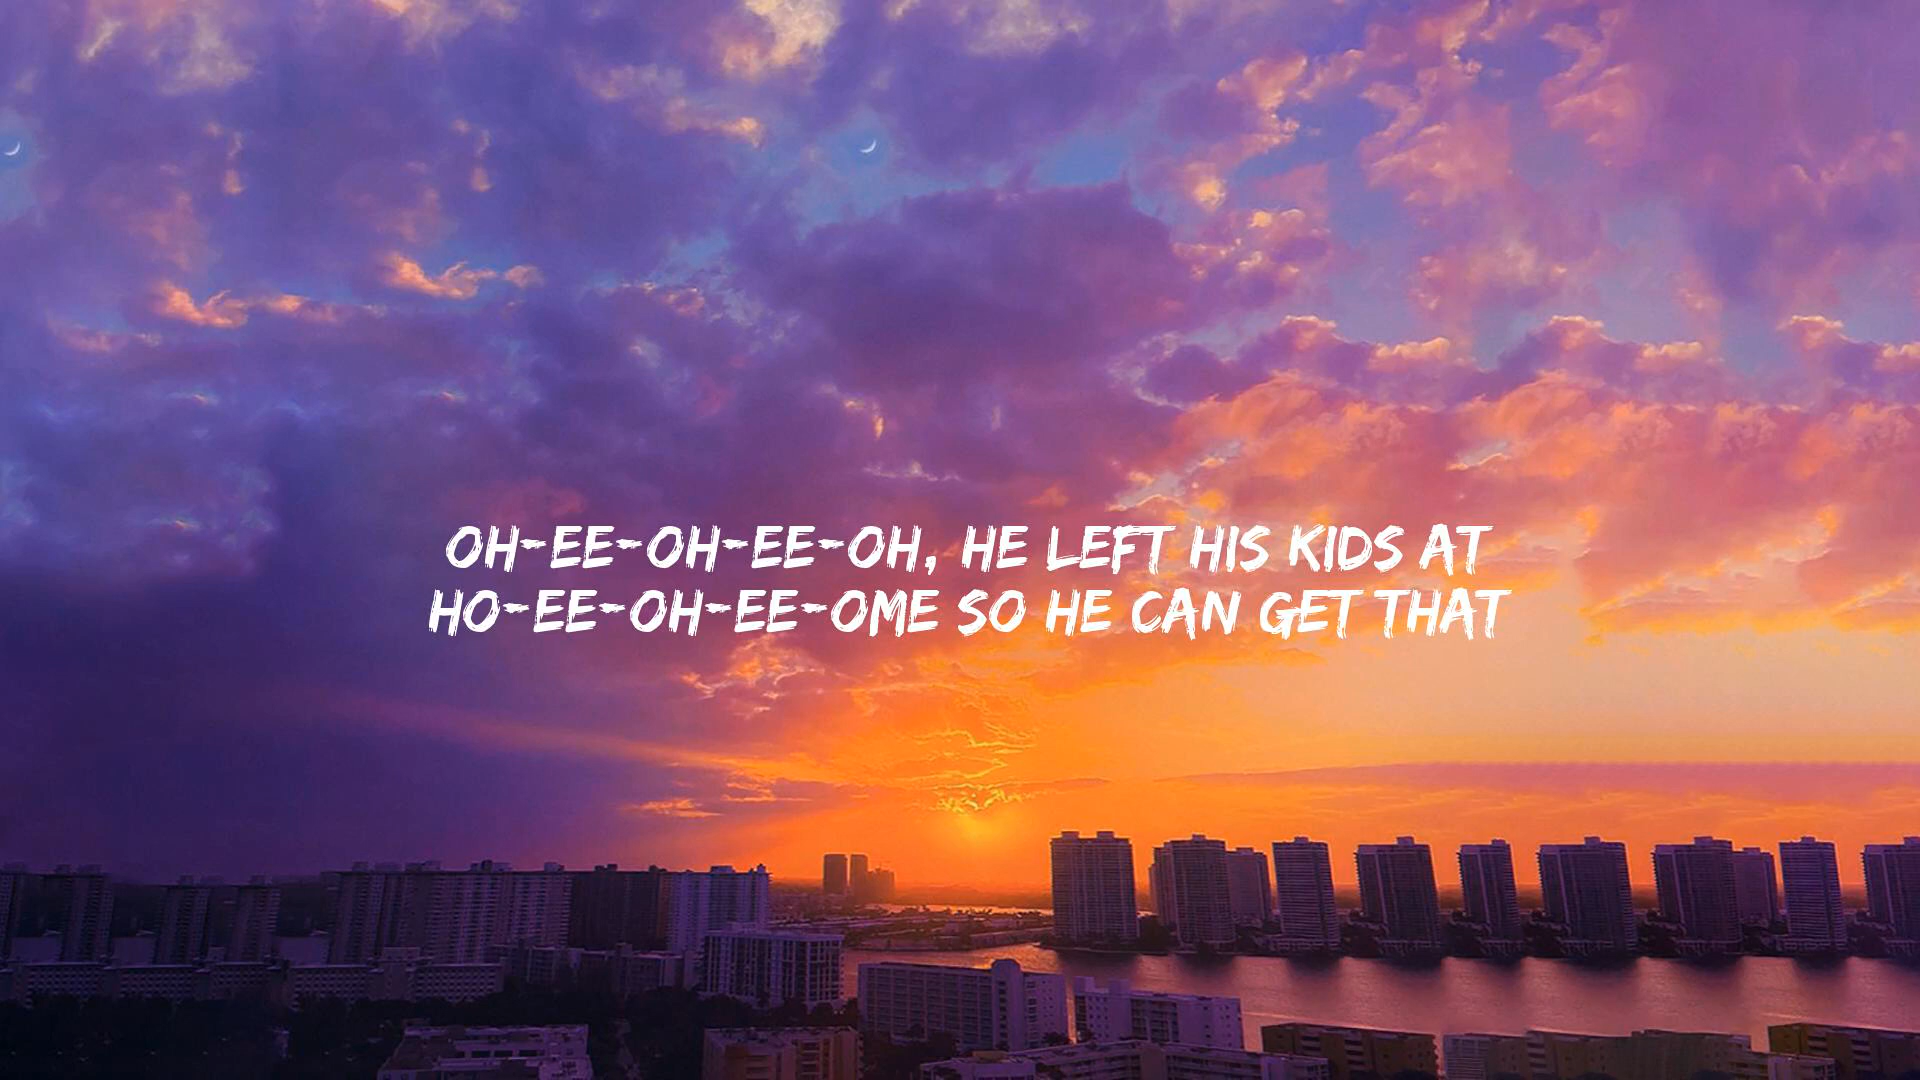 OH-EE-OH-EE-OH, HE LEFT HIS KIDS AT
HO-EE-OH-EE-OME SO HE CAN GET THAT